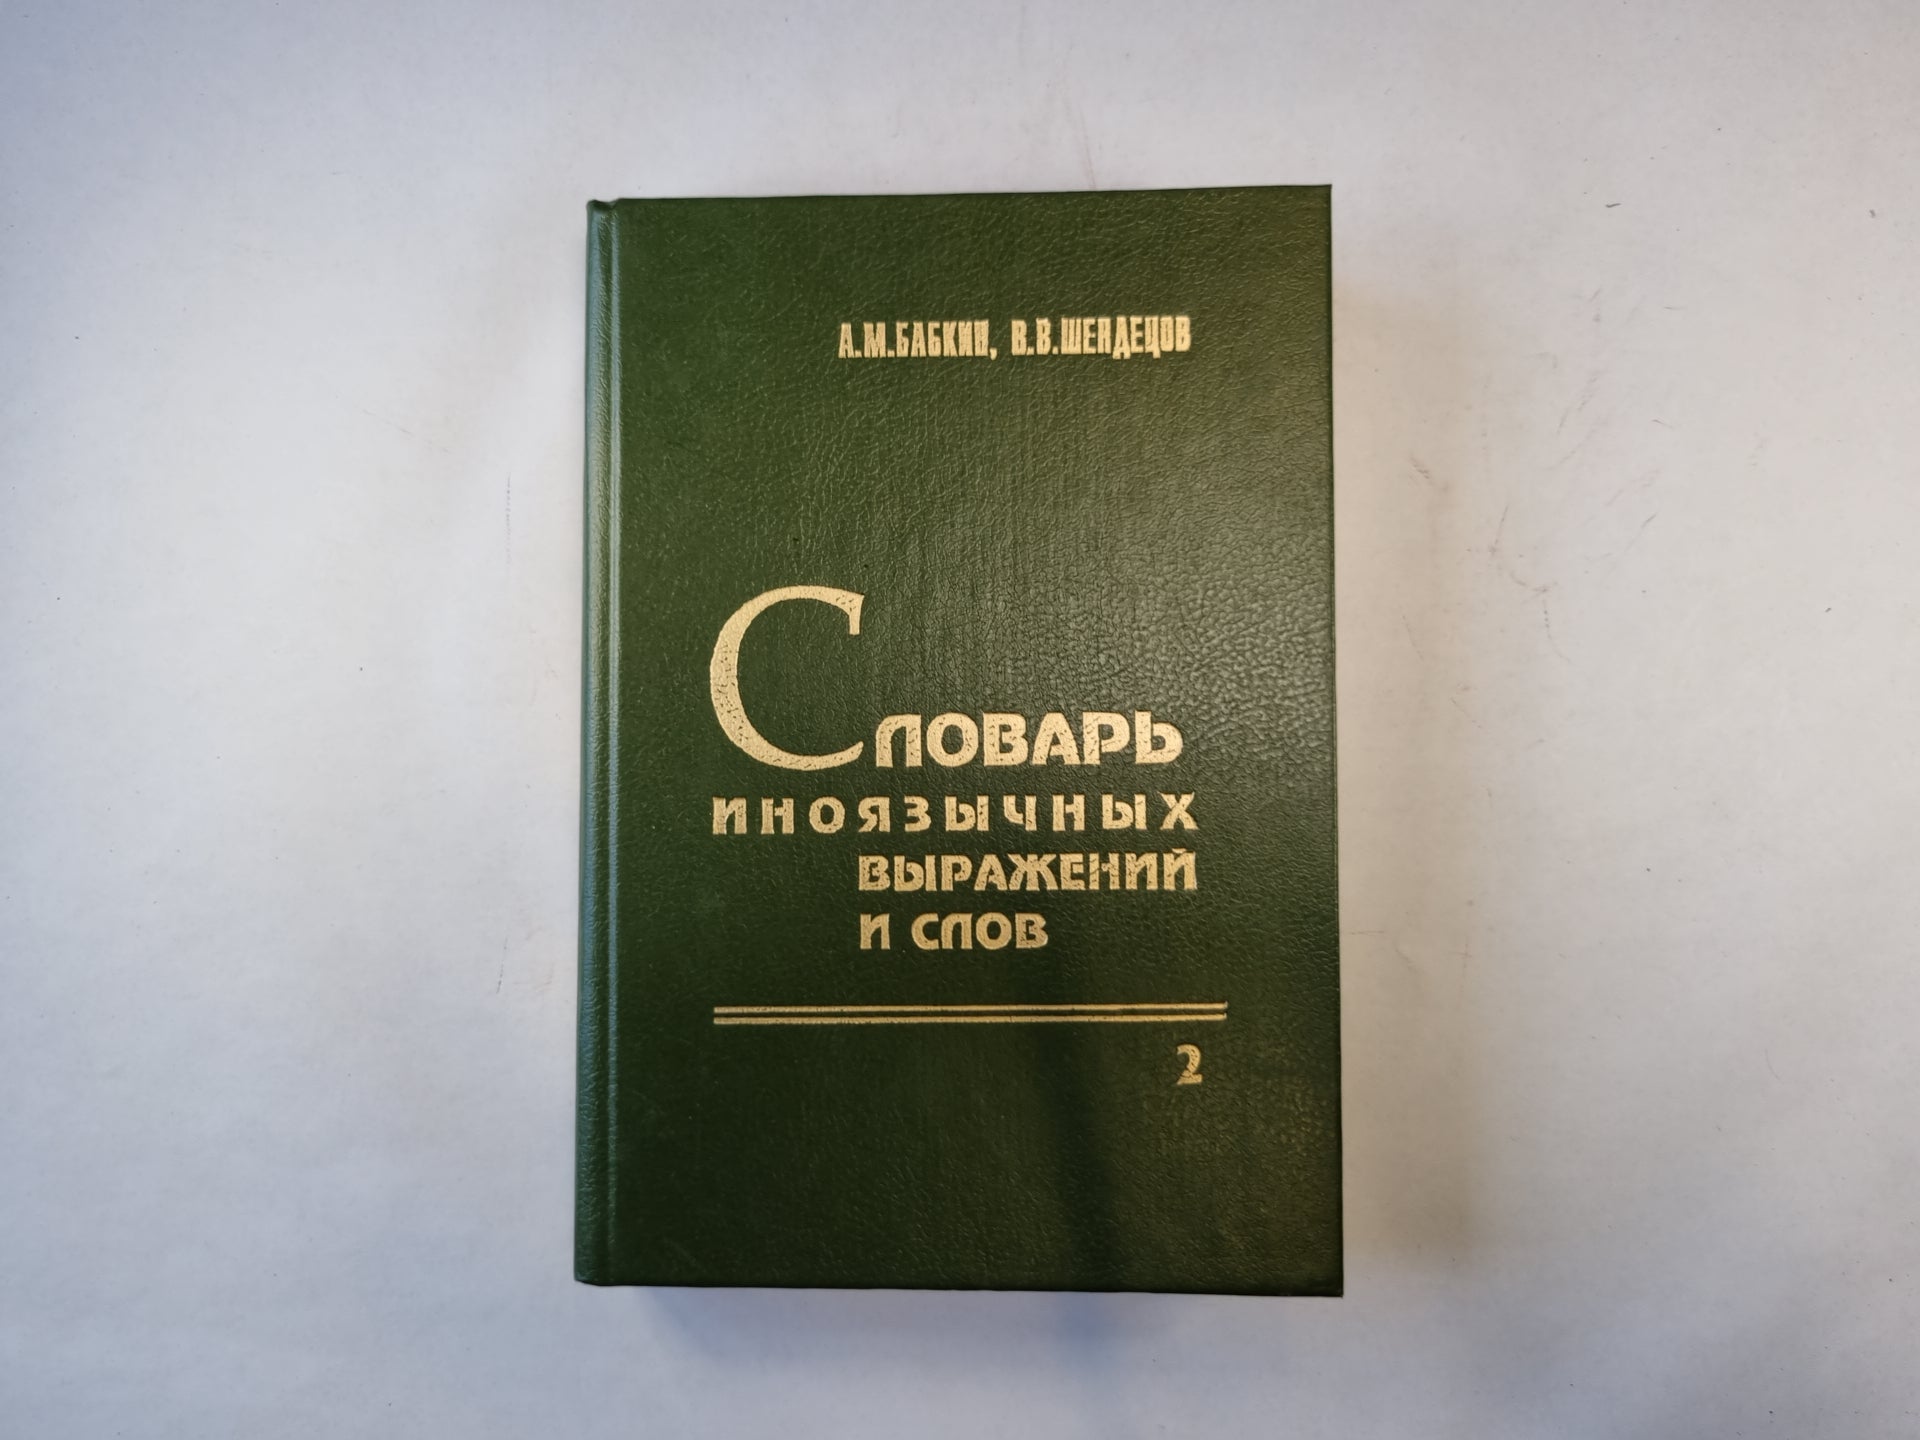 А.М.БАБКИН, В.В.ШЕНДЕЦОВ
СЛОВАРЬ
ИНОЯЗЫЧНЫХ
ВЫРАЖЕНИЙ
И СЛОВ
2